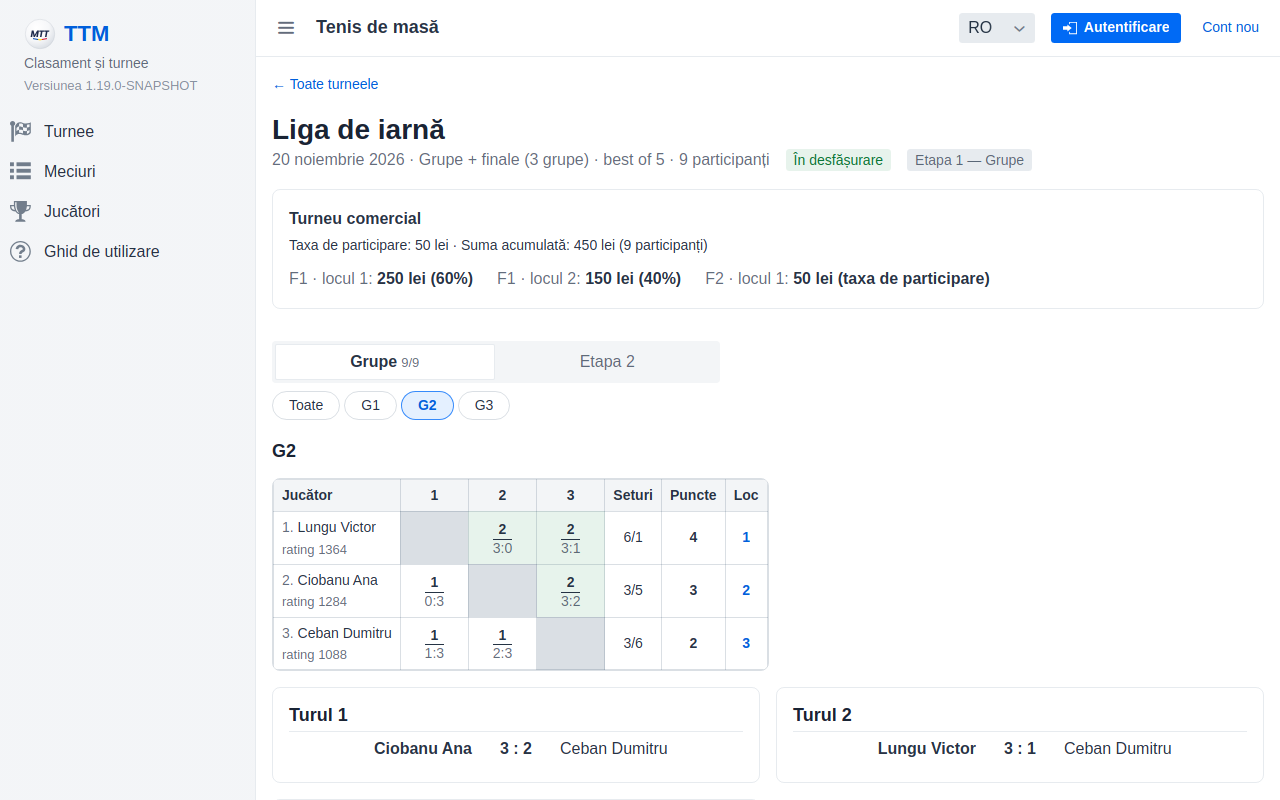 MTT TTM
Clasament și turnee
Versiunea 1.19.0-SNAPSHOT
Turnee
Meciuri
Jucători
Ghid de utilizare
Tenis de masă
RO
Autentificare
Cont nou
← Toate turneele
Liga de iarnă
20 noiembrie 2026 · Grupe + finale (3 grupe) · best of 5 · 9 participanți
În desfășurare
Etapa 1 — Grupe
Turneu comercial
Taxa de participare: 50 lei · Suma acumulată: 450 lei (9 participanți)
F1 · locul 1: 250 lei (60%) F1 · locul 2: 150 lei (40%) F2 · locul 1: 50 lei (taxa de participare)
Grupe 9/9
Etapa 2
Toate G1 G2 G3
G2
Jucător 1 2 3 Seturi Puncte Loc
1. Lungu Victor
rating 1364
2
3:0
2
3:1
6/1 4 1
2. Ciobanu Ana
rating 1284
1
0:3
2
3:2
3/5 3 2
3. Ceban Dumitru
rating 1088
1
1:3
1
2:3
3/6 2 3
Turul 1
Ciobanu Ana 3 : 2 Ceban Dumitru
Turul 2
Lungu Victor 3 : 1 Ceban Dumitru